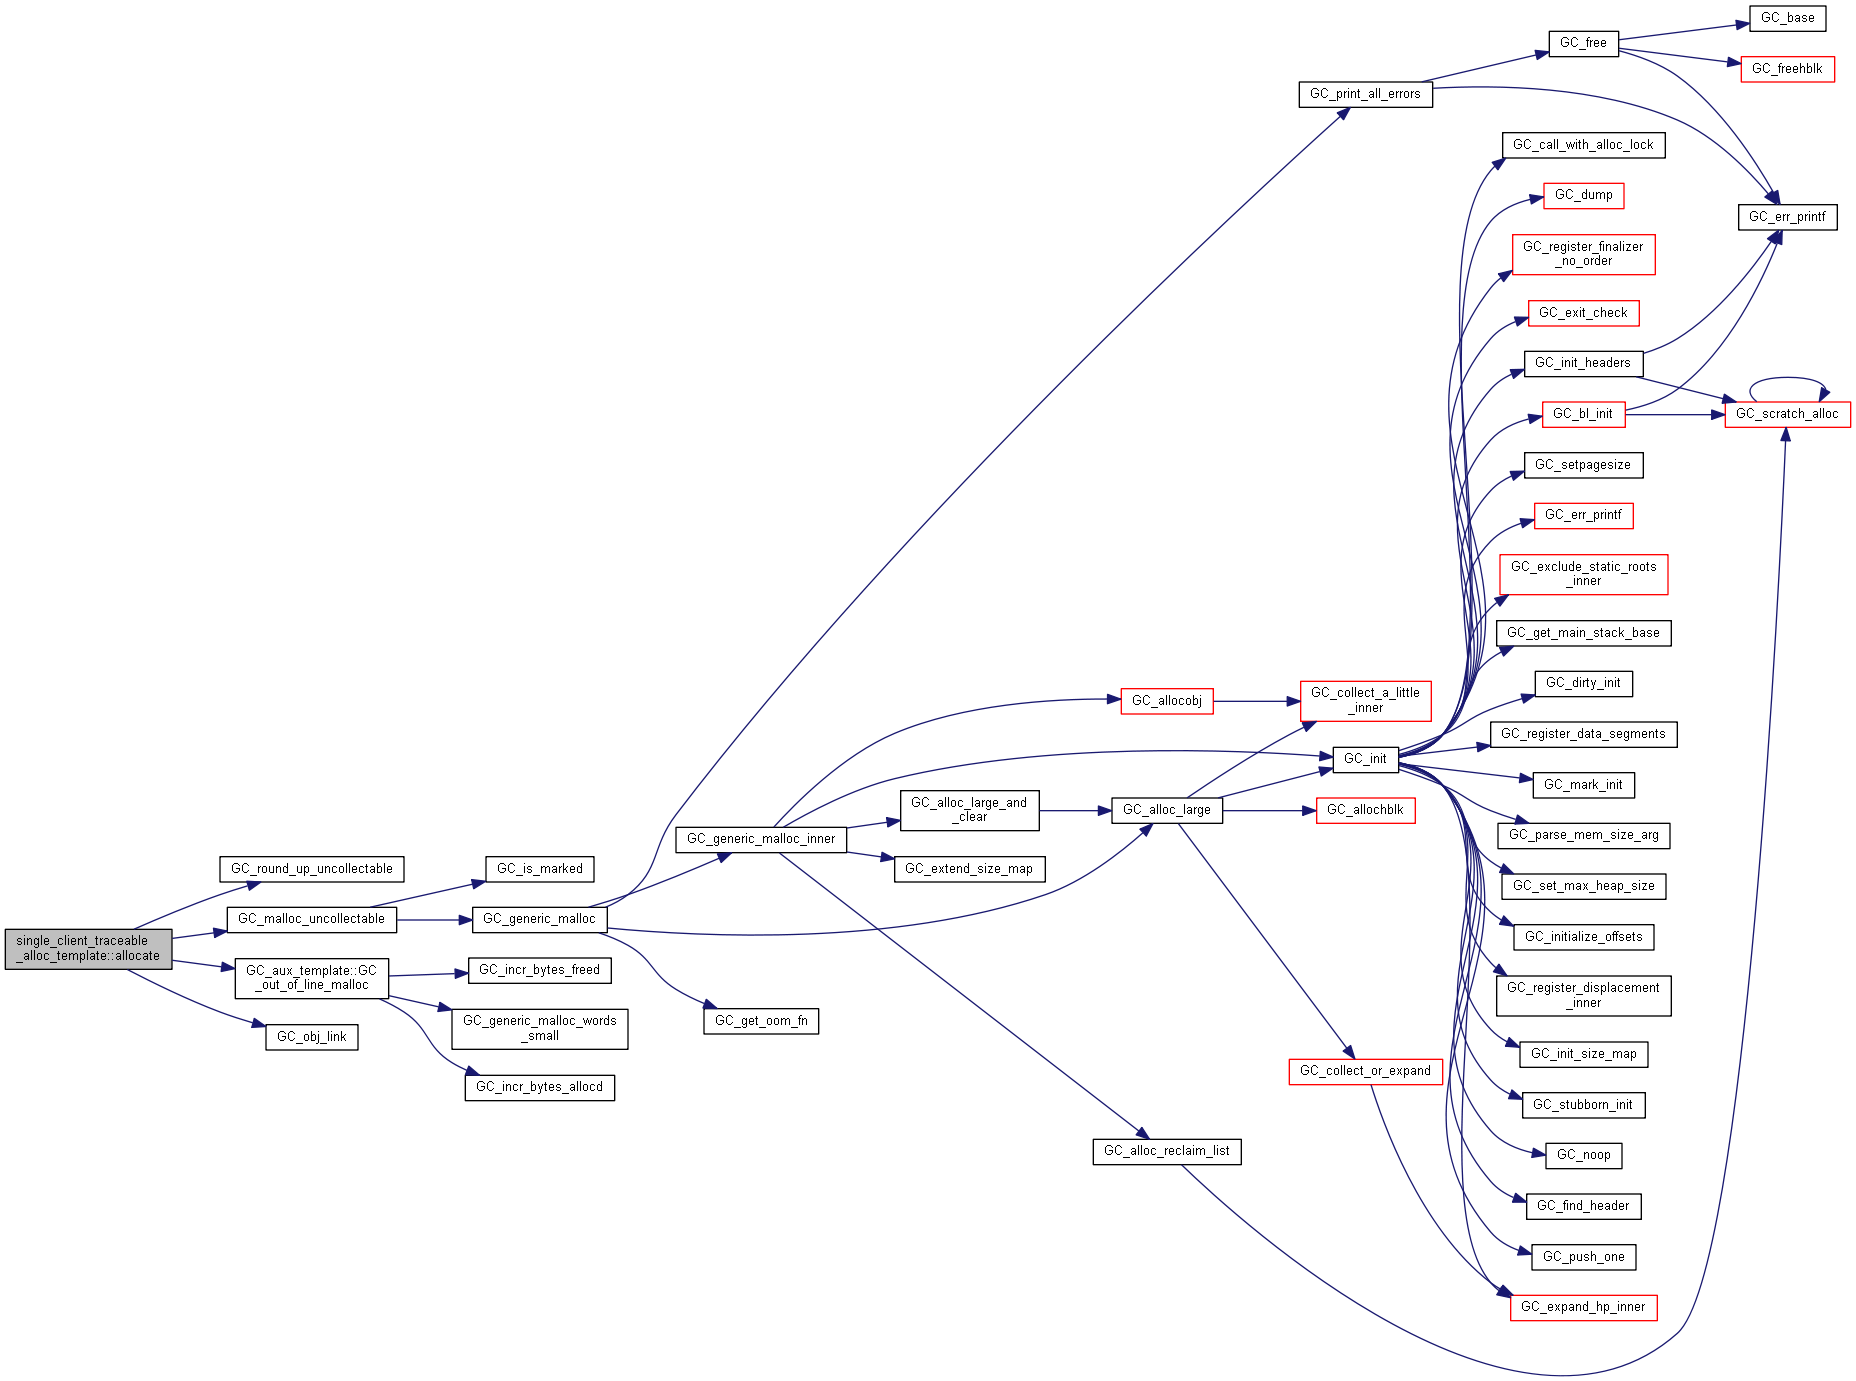 GC_base
GC_free
GC_freehblk
GC_print_all_errors
GC_call_with_alloc_lock
GC_dump
GC_err_printf
GC_register_finalizer
_no_order
GC_exit_check
GC_init_headers
GC_bl_init
GC_scratch_alloc
GC_setpagesize
GC_err_printf
GC_exclude_static_roots
_inner
GC_get_main_stack_base
GC_dirty_init
GC_allocobj
GC_collect_a_little
_inner
GC_register_data_segments
GC_init
GC_mark_init
GC_alloc_large_and
_clear
GC_alloc_large
GC_allochblk
GC_generic_malloc_inner
GC_parse_mem_size_arg
GC_round_up_uncollectable
GC_is_marked
GC_extend_size_map
GC_set_max_heap_size
GC_malloc_uncollectable
GC_generic_malloc
GC_initialize_offsets
single_client_traceable
_alloc_template::allocate
GC_aux_template::GC
_out_of_line_malloc
GC_incr_bytes_freed
GC_register_displacement
_inner
GC_generic_malloc_words
_small
GC_get_oom_fn
GC_obj_link
GC_init_size_map
GC_collect_or_expand
GC_incr_bytes_allocd
GC_stubborn_init
GC_alloc_reclaim_list
GC_noop
GC_find_header
GC_push_one
GC_expand_hp_inner